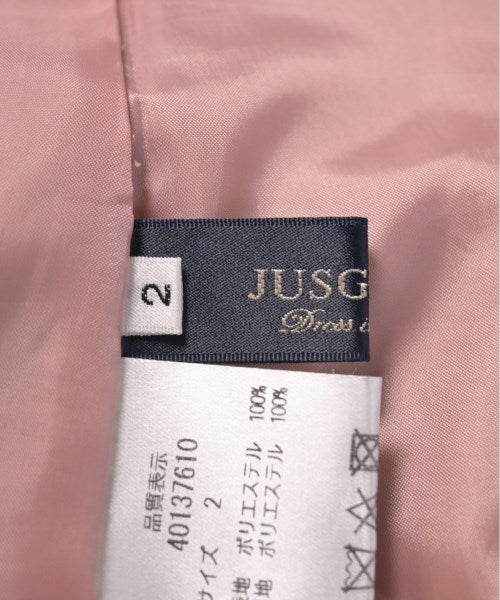 2
JUSG
Dress
品質表示
40137610
サイズ 2
地 ポリエステル 100%
地 ポリエステル 100%